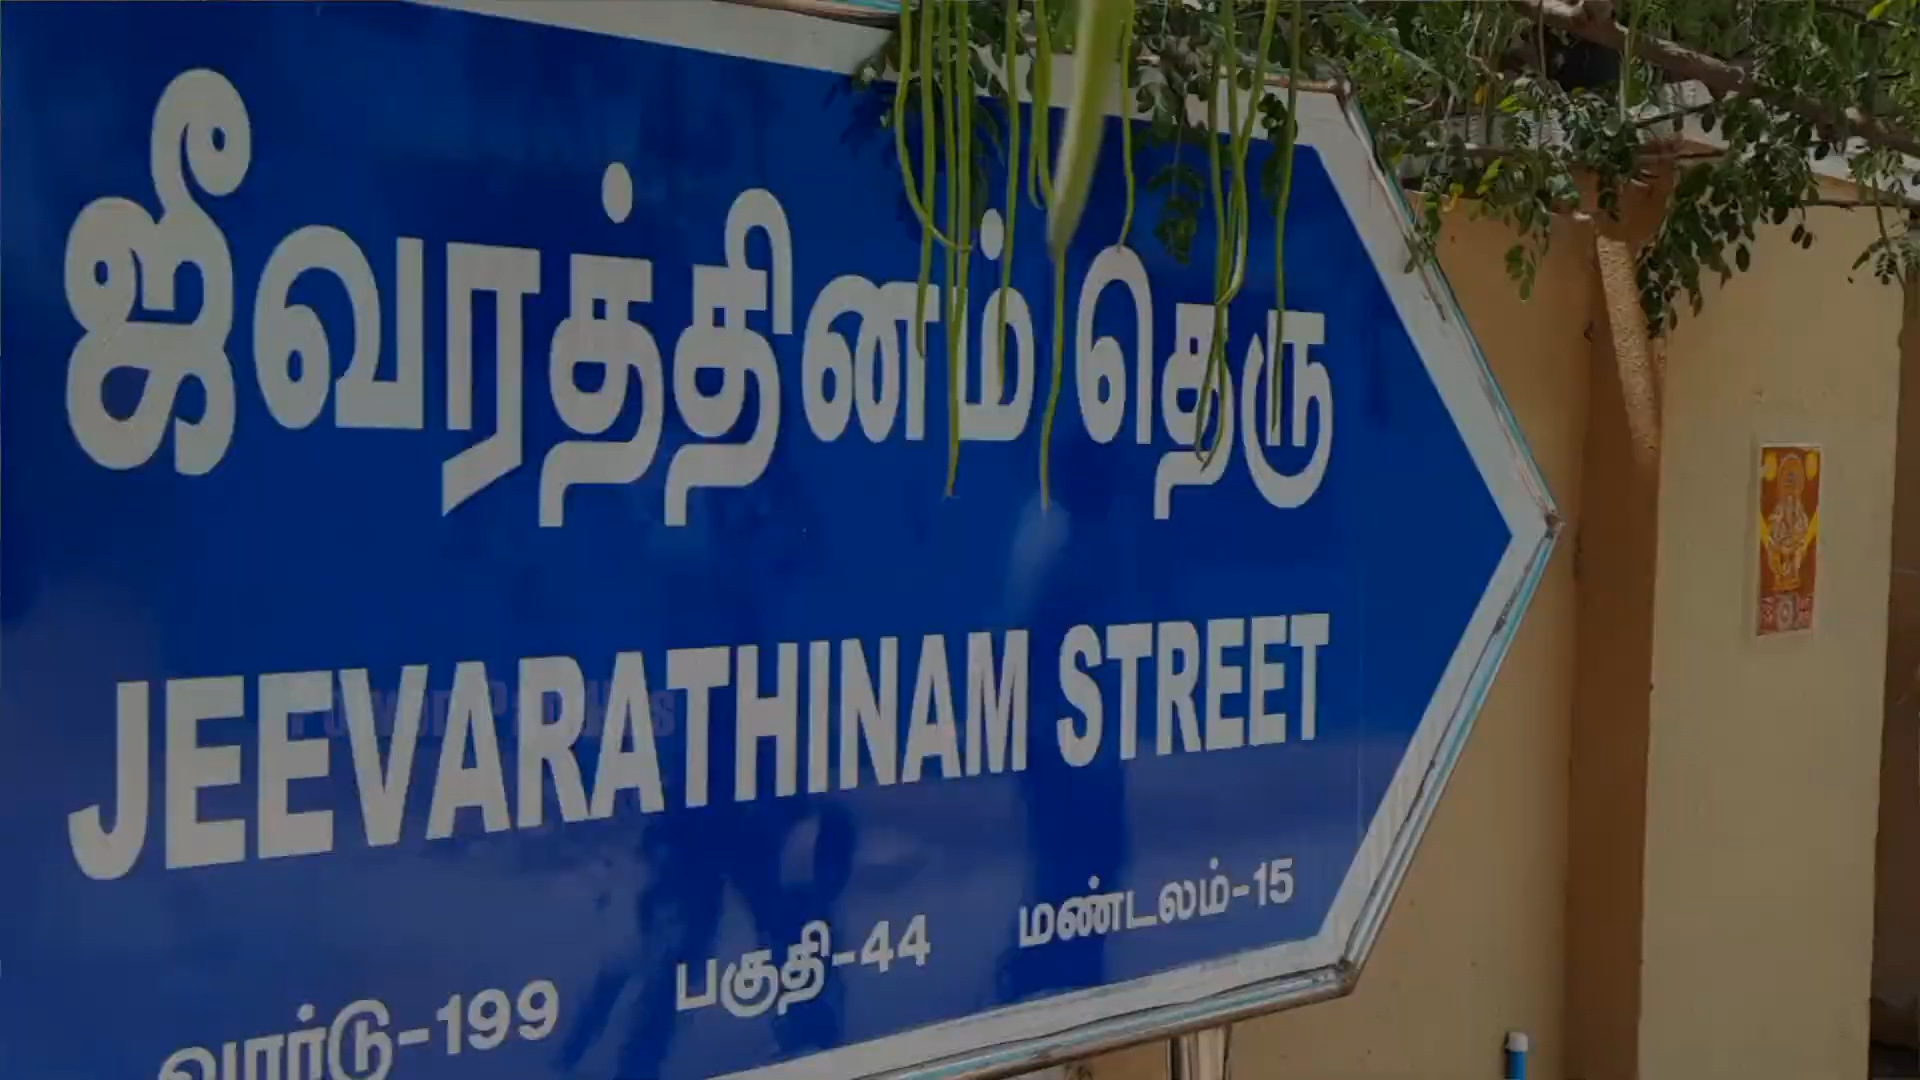 ஜீவரத்தினம் தெரு
JEEVARATHINAM STREET
வார்டு-199 பகுதி-44 மண்டலம்-15